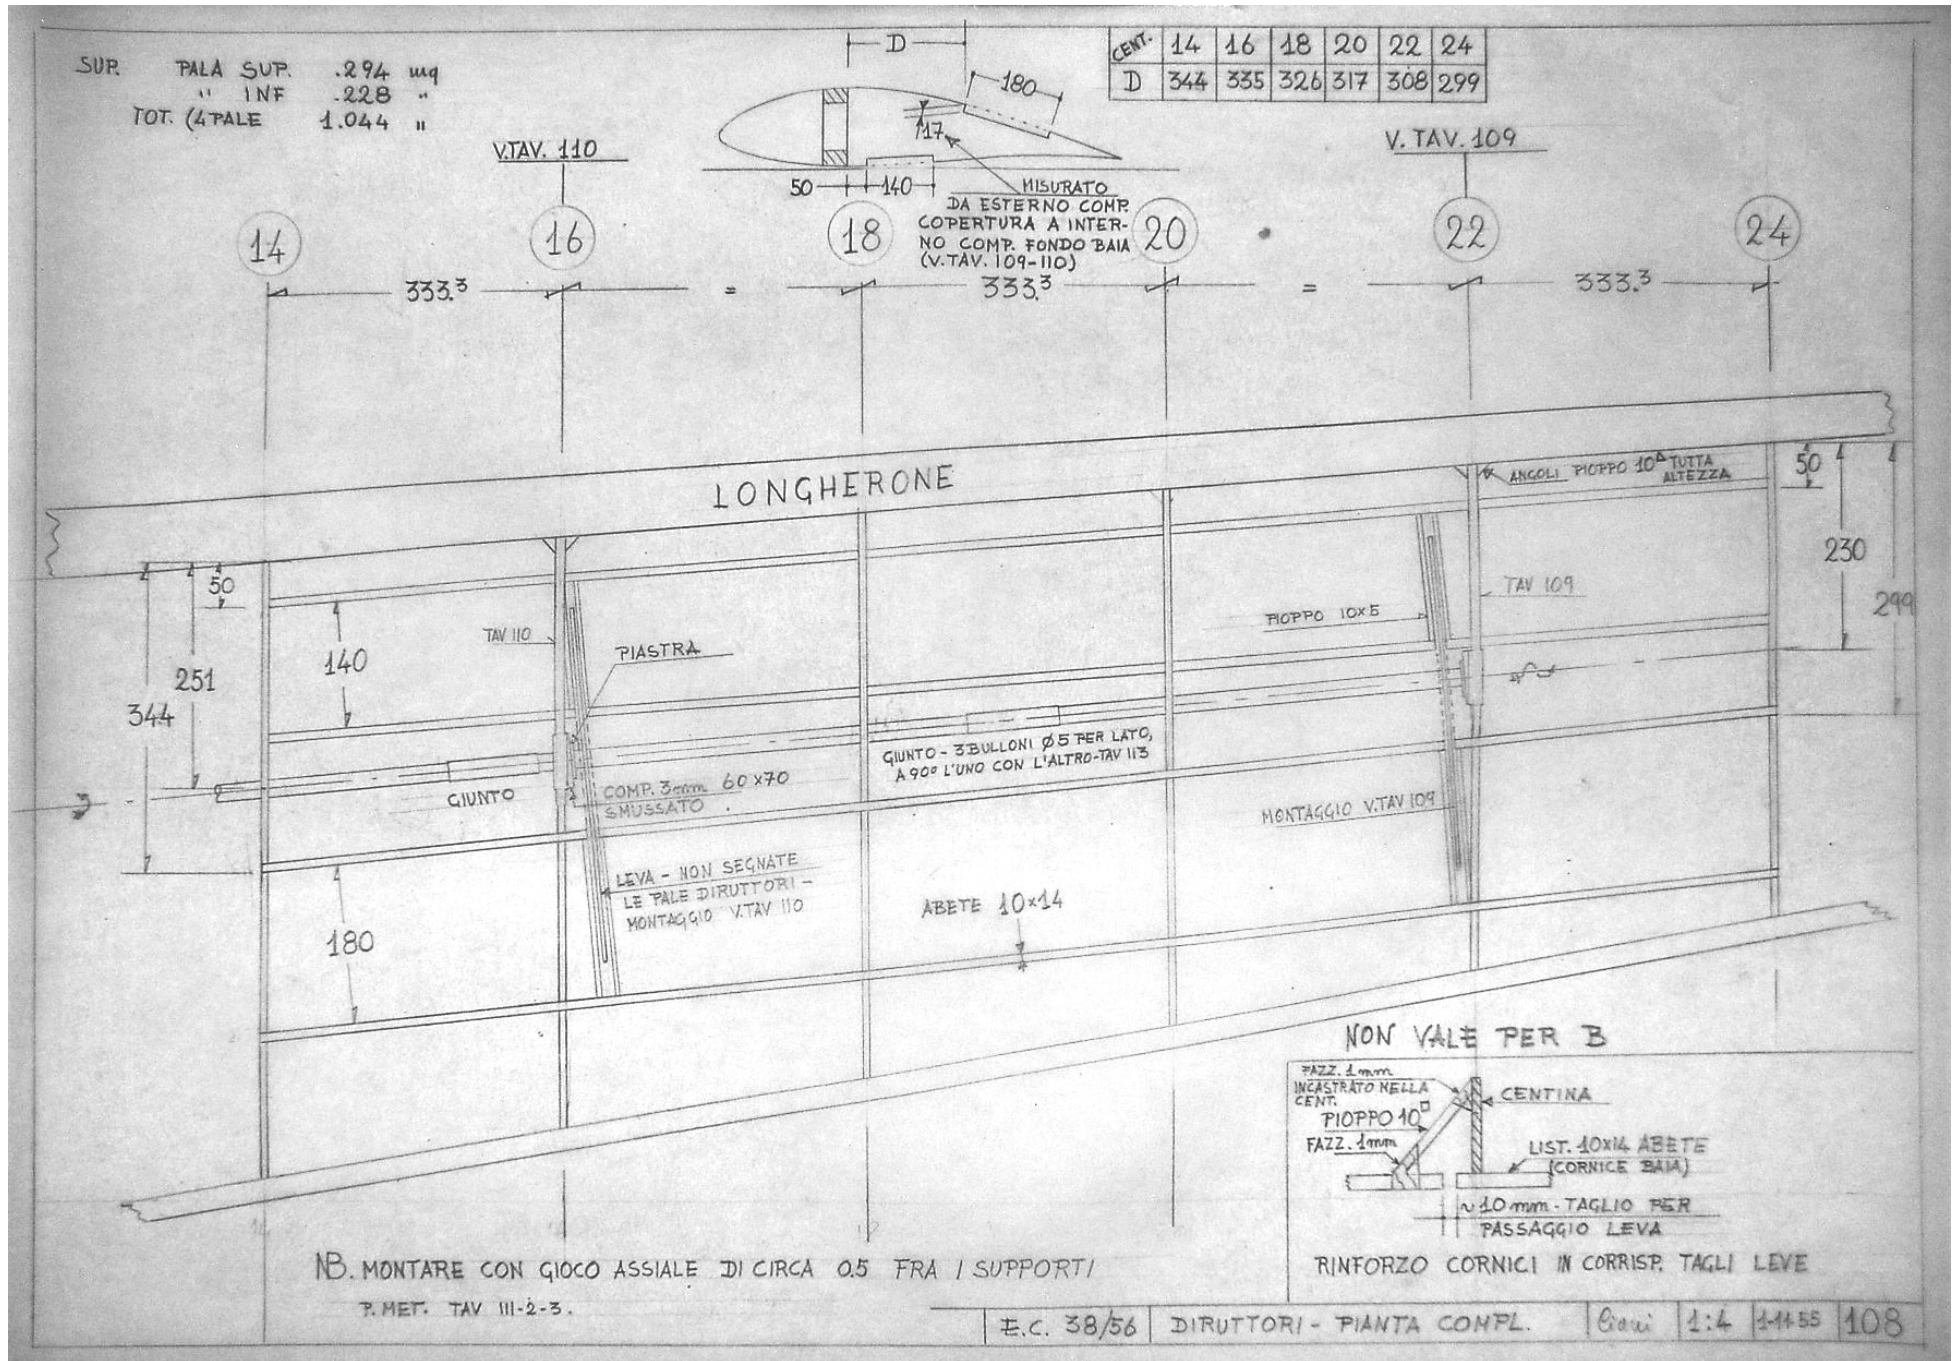 SUP. PALA SUP. .294 mq
" INF .228 "
TOT. (4 PALE 1.044 "
D
180
17
50
140
MISURATO
DA ESTERNO COMP.
COPERTURA A INTER-
NO COMP. FONDO BAIA
(V. TAV. 109-110)
CENT. 14 16 18 20 22 24
D 344 335 326 317 308 299
V.TAV. 110
V. TAV. 109
14 16 18 20 22 24
333.3 = 333.3 = 333.3
LONGHERONE
ANGOLI PIOPPO 10△ TUTTA
ALTEZZA
50
230
299
50
251
344
140
180
TAV 110
PIASTRA
PIOPPO 10x5
TAV 109
GIUNTO
COMP. 3mm 60x70
SMUSSATO.
GIUNTO - 3 BULLONI Ø5 PER LATO,
A 90° L'UNO CON L'ALTRO-TAV 113
MONTAGGIO V.TAV 109
LEVA - NON SEGNATE
LE PALE DIRUTTORI -
MONTAGGIO V.TAV 110
ABETE 10x14
NON VALE PER B
FAZZ. 1mm
INCASTRATO NELLA
CENT.
PIOPPO 10□
FAZZ. 1mm
CENTINA
LIST. 10x14 ABETE
(CORNICE BAIA)
~10mm - TAGLIO PER
PASSAGGIO LEVA
RINFORZO CORNICI IN CORRISP. TAGLI LEVE
NB. MONTARE CON GIOCO ASSIALE DI CIRCA 0.5 FRA I SUPPORTI
P. MET. TAV III-2-3.
E.C. 38/56 DIRUTTORI - PIANTA COMPL. 1:4 1-11-55 108